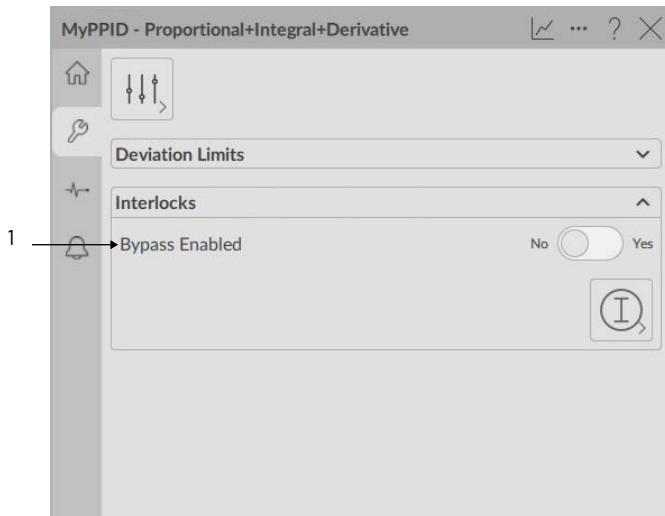 MyPPID - Proportional+Integral+Derivative
Deviation Limits
Interlocks
1
Bypass Enabled No Yes